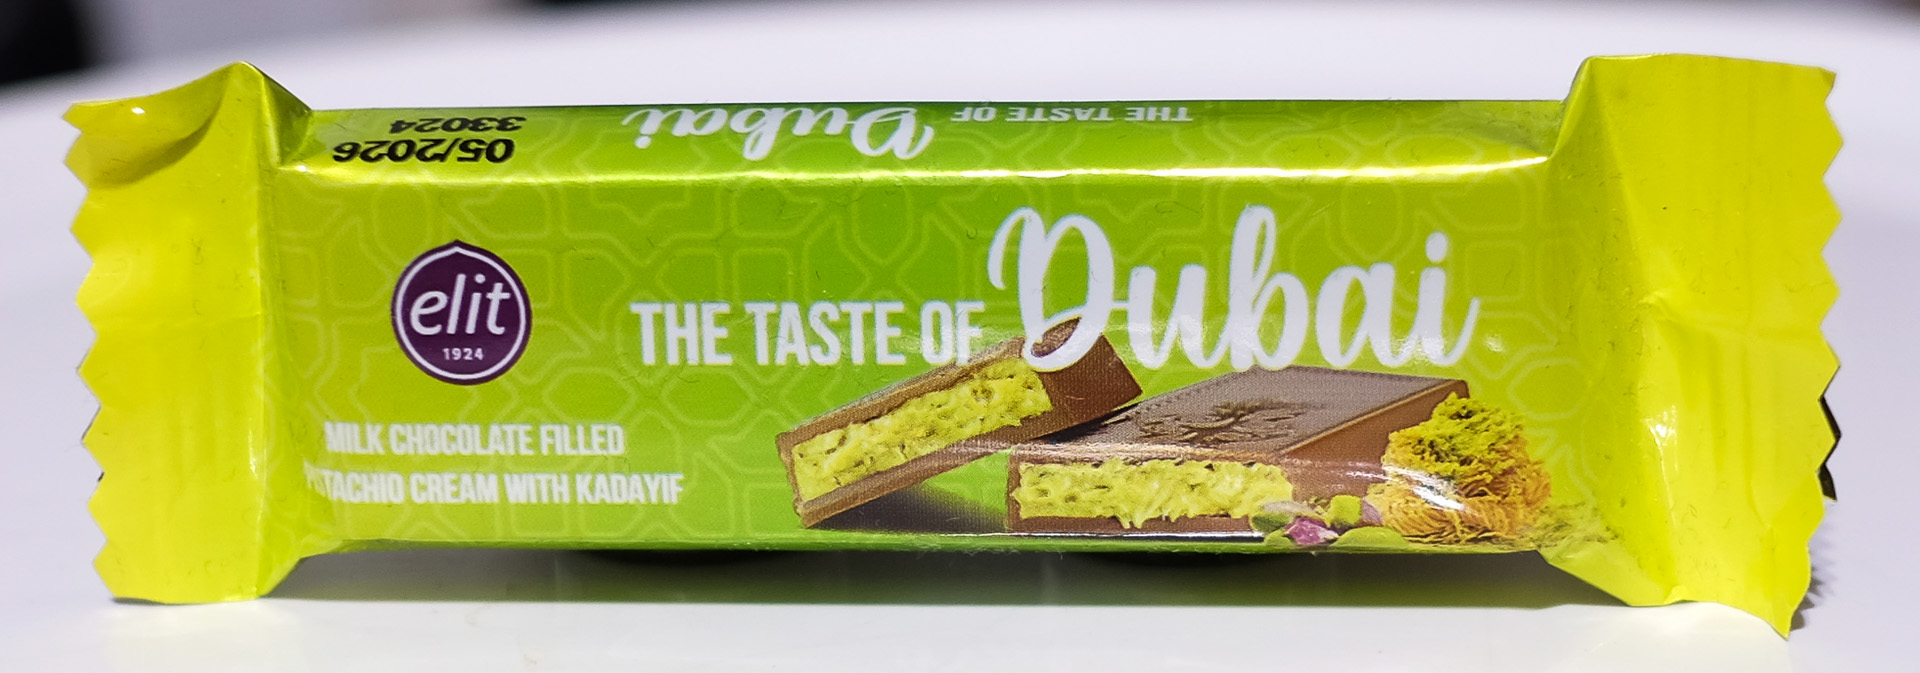 THE TASTE OF Dubai
05/2026
33024
elit
1924
THE TASTE OF Dubai
MILK CHOCOLATE FILLED
CREAM WITH KADAYIF